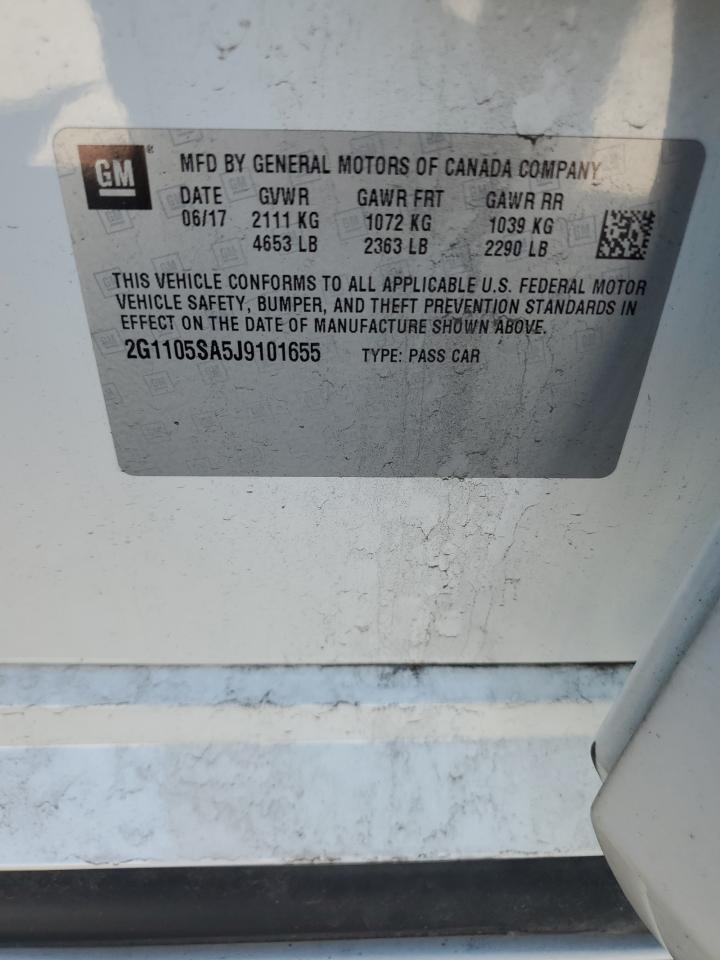 GM ® MFD BY GENERAL MOTORS OF CANADA COMPANY
DATE GVWR GAWR FRT GAWR RR
06/17 2111 KG 1072 KG 1039 KG
4653 LB 2363 LB 2290 LB
THIS VEHICLE CONFORMS TO ALL APPLICABLE U.S. FEDERAL MOTOR
VEHICLE SAFETY, BUMPER, AND THEFT PREVENTION STANDARDS IN
EFFECT ON THE DATE OF MANUFACTURE SHOWN ABOVE.
2G1105SA5J9101655 TYPE: PASS CAR